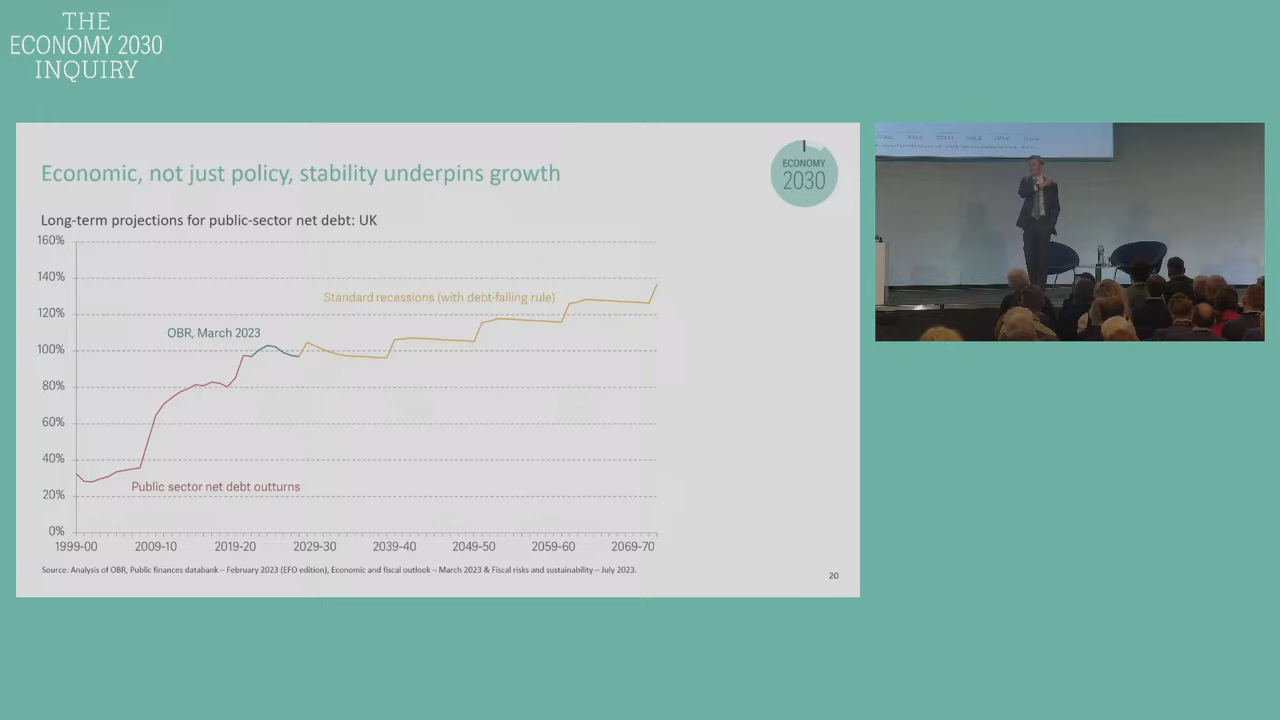 THE
ECONOMY 2030
INQUIRY
Economic, not just policy, stability underpins growth
ECONOMY
2030
Long-term projections for public-sector net debt: UK
160%
140%
120%
100%
80%
60%
40%
20%
0%
Standard recessions (with debt-falling rule)
OBR, March 2023
Public sector net debt outturns
1999-00 2009-10 2019-20 2029-30 2039-40 2049-50 2059-60 2069-70
Source: Analysis of OBR, Public finances databank – February 2023 (EFO edition), Economic and fiscal outlook – March 2023 & Fiscal risks and sustainability – July 2023.
20